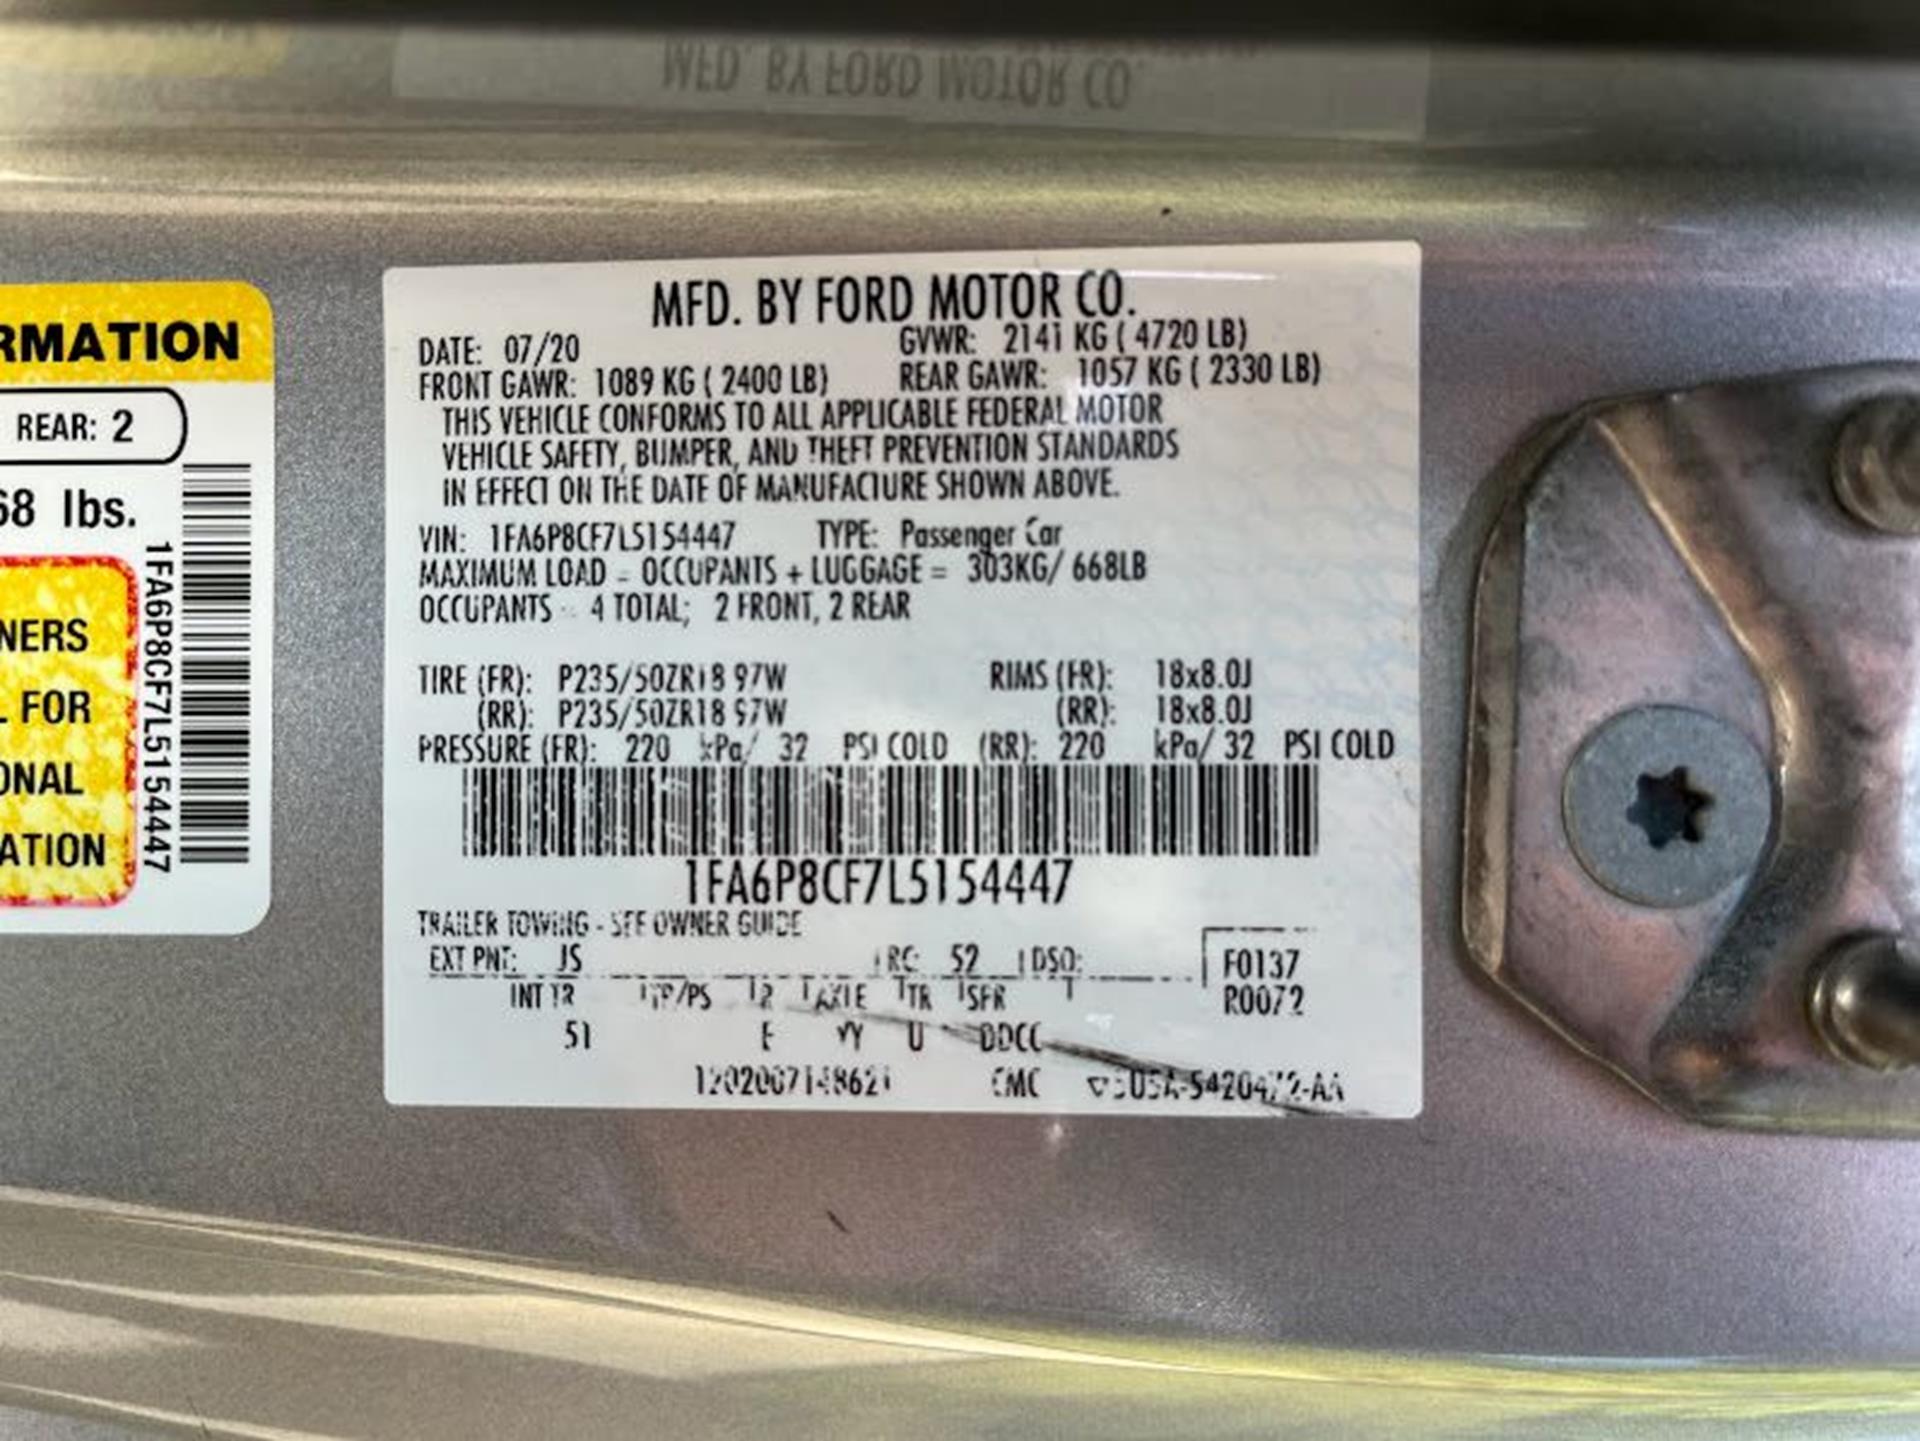 RMATION
REAR: 2
68 lbs.
NERS
L FOR
ONAL
ATION
1FA6P8CF7L5154447
MFD. BY FORD MOTOR CO.
MFD. BY FORD MOTOR CO.
DATE: 07/20 GVWR: 2141 KG ( 4720 LB)
FRONT GAWR: 1089 KG ( 2400 LB) REAR GAWR: 1057 KG ( 2330 LB)
THIS VEHICLE CONFORMS TO ALL APPLICABLE FEDERAL MOTOR
VEHICLE SAFETY, BUMPER, AND THEFT PREVENTION STANDARDS
IN EFFECT ON THE DATE OF MANUFACTURE SHOWN ABOVE.
VIN: 1FA6P8CF7L5154447 TYPE: Passenger Car
MAXIMUM LOAD = OCCUPANTS + LUGGAGE = 303KG/ 668LB
OCCUPANTS 4 TOTAL; 2 FRONT, 2 REAR
TIRE (FR): P235/50ZR18 97W RIMS (FR): 18x8.0J
(RR): P235/50ZR18 97W (RR): 18x8.0J
PRESSURE (FR): 220 kPa/ 32 PSI COLD (RR): 220 kPa/ 32 PSI COLD
1FA6P8CF7L5154447
TRAILER TOWING - SEE OWNER GUIDE
EXT PNT: JS RC: 52 DSO: F0137
INT TR TP/PS R AXLE TR SPR R0072
51 E YY U DDCC
CMC